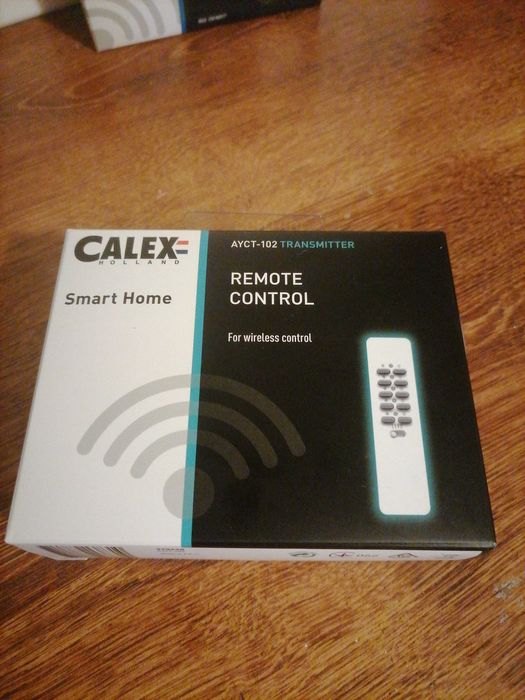 CALEX
HOLLAND
Smart Home
AYCT-102 TRANSMITTER
REMOTE
CONTROL
For wireless control